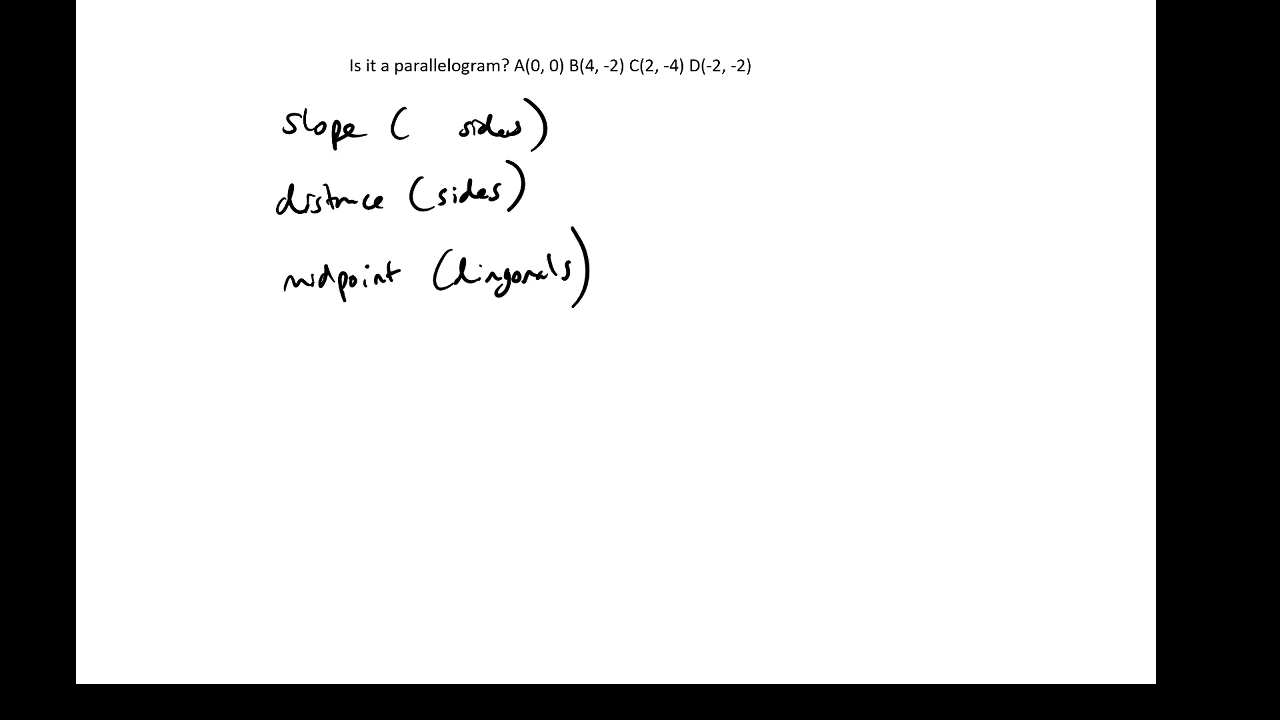 Is it a parallelogram? A(0, 0) B(4, -2) C(2, -4) D(-2, -2)
slope ( sides)
distance (sides)
midpoint (diagonals)